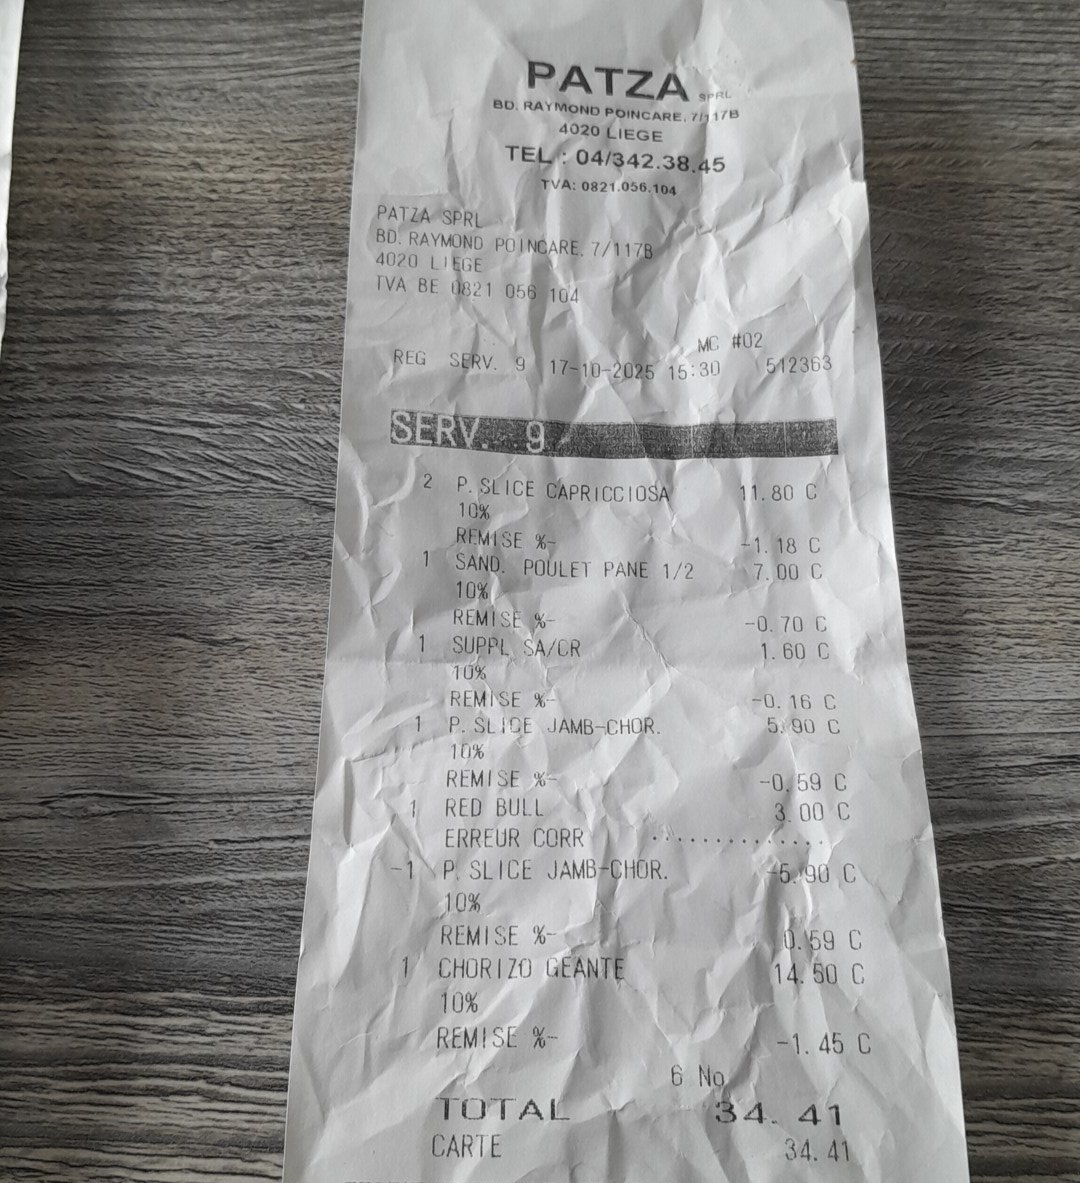 PATZA SPRL
BD. RAYMOND POINCARE, 7/117B
4020 LIEGE
TEL : 04/342.38.45
TVA: 0821.056.104
PATZA SPRL
BD. RAYMOND POINCARE, 7/117B
4020 LIEGE
TVA BE 0821 056 104
MC #02
REG SERV. 9 17-10-2025 15:30 512363
SERV. 9
2 P. SLICE CAPRICCIOSA 11.80 C
10%
REMISE %- -1.18 C
1 SAND. POULET PANE 1/2 7.00 C
10%
REMISE %- -0.70 C
1 SUPPL SA/CR 1.60 C
10%
REMISE %- -0.16 C
1 P. SLICE JAMB-CHOR. 5.90 C
10%
REMISE %- -0.59 C
1 RED BULL 3.00 C
ERREUR CORR ..............
-1 P. SLICE JAMB-CHOR. -5.90 C
10%
REMISE %- 0.59 C
1 CHORIZO GEANTE 14.50 C
10%
REMISE %- -1.45 C
6 No
TOTAL 34.41
CARTE 34.41